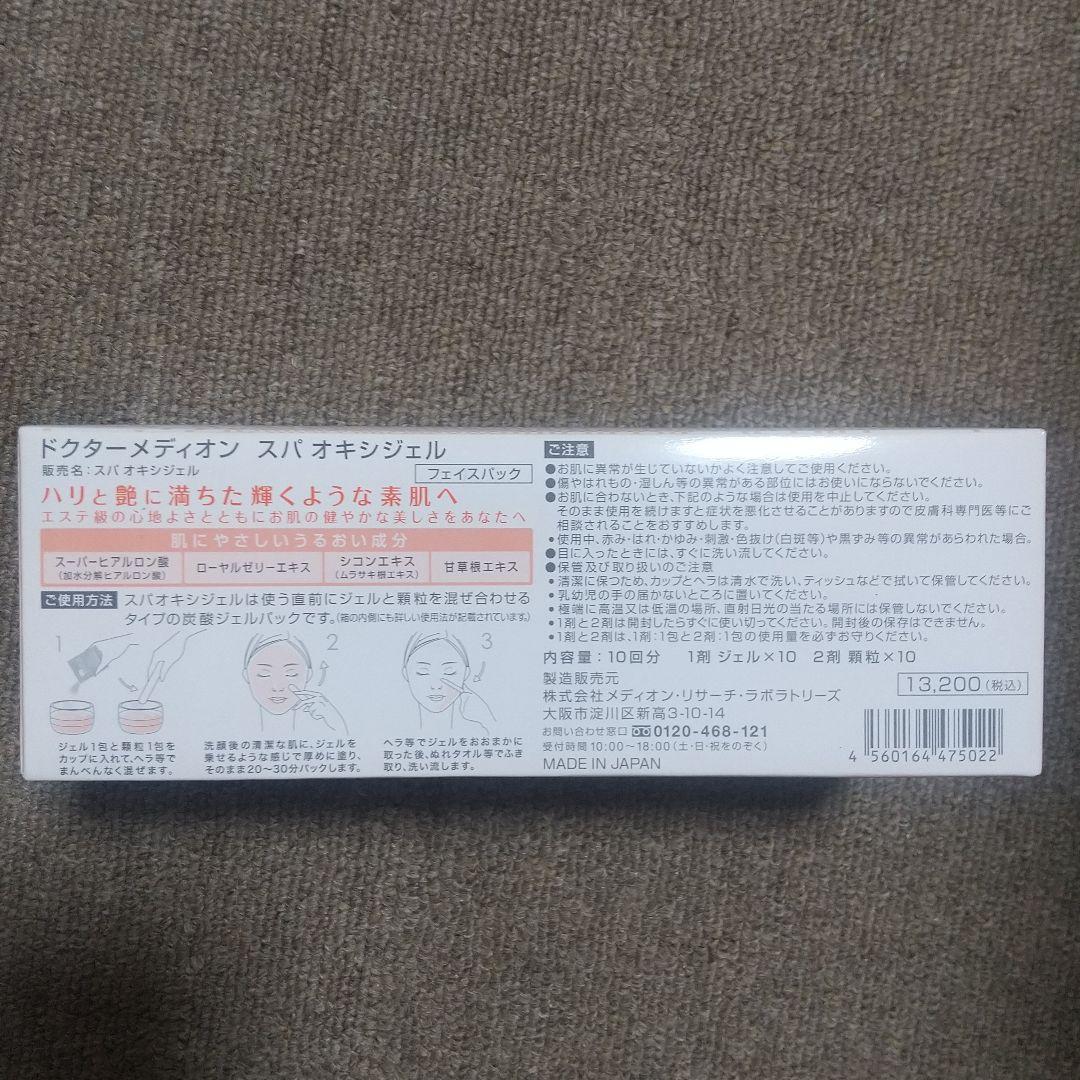 ドクターメディオン スパ オキシジェル
販売名：スパ オキシジェル
フェイスパック
ハリと艶に満ちた輝くような素肌へ
エステ級の心地よさとともにお肌の健やかな美しさをあなたへ
肌にやさしいうるおい成分
スーパーヒアルロン酸
（加水分解ヒアルロン酸）
ローヤルゼリーエキス
シコンエキス
（ムラサキ根エキス）
甘草根エキス
ご使用方法 スパオキシジェルは使う直前にジェルと顆粒を混ぜ合わせる
タイプの炭酸ジェルパックです。（箱の内側にも詳しい使用法が記載されています。）
1
ジェル1包と顆粒1包を
カップに入れて、ヘラ等で
まんべんなく混ぜます。
2
洗顔後の清潔な肌に、ジェルを
乗せるような感じで厚めに塗り、
そのまま20〜30分パックします。
3
ヘラ等でジェルをおおまかに
取った後、ぬれタオル等でふき
取り、洗い流します。
ご注意
●お肌に異常が生じていないかよく注意してご使用ください。
●傷やはれもの・湿しん等の異常がある部位にはお使いにならないでください。
●お肌に合わないとき、下記のような場合は使用を中止してください。
そのまま使用を続けますと症状を悪化させることがありますので皮膚科専門医等にご
相談されることをおすすめします。
・使用中、赤み・はれ・かゆみ・刺激・色抜け（白斑等）や黒ずみ等の異常があらわれた場合。
●目に入ったときには、すぐに洗い流してください。
●保管及び取り扱いのご注意
・清潔に保つため、カップとヘラは清水で洗い、ティッシュなどで拭いて保管してください。
・乳幼児の手の届かないところに置いてください。
・極端に高温又は低温の場所、直射日光の当たる場所には保管しないでください。
・1剤と2剤は開封したらすぐに使い切ってください。開封後の保存はできません。
・1剤と2剤は、1剤：1包と2剤：1包の使用量を必ずお守りください。
内容量：10回分 1剤 ジェル×10 2剤 顆粒×10
製造販売元
株式会社メディオン・リサーチ・ラボラトリーズ
大阪市淀川区新高3-10-14
お問い合わせ窓口 0120-468-121
受付時間 10:00〜18:00（土・日・祝をのぞく）
MADE IN JAPAN
13,200（税込）
4 560164 475022